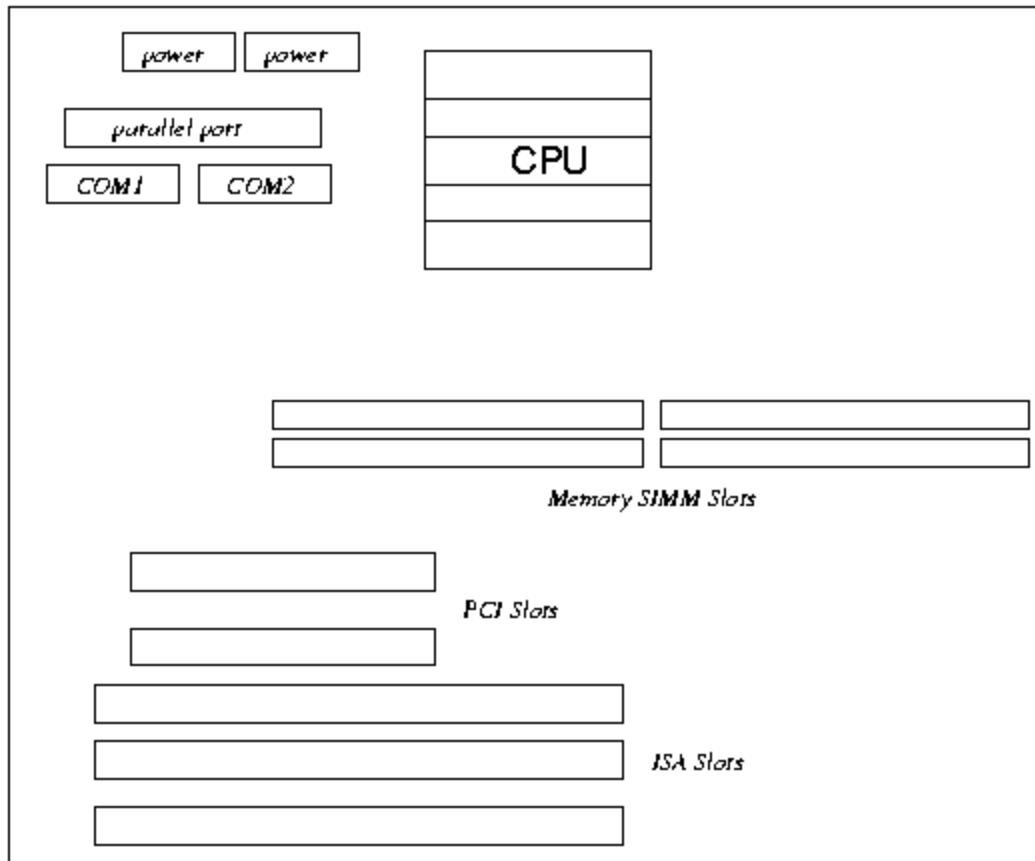 power power
parallel port
COM1 COM2
CPU
Memory SIMM Slots
PCI Slots
ISA Slots